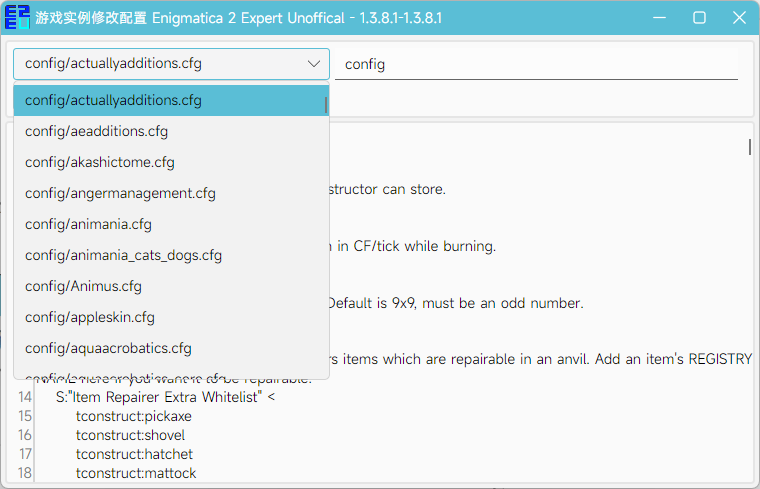 E2
EU
游戏实例修改配置 Enigmatica 2 Expert Unoffical - 1.3.8.1-1.3.8.1
config/actuallyadditions.cfg
config
config/actuallyadditions.cfg
config/aeadditions.cfg
config/akashictome.cfg
structor can store.
config/angermanagement.cfg
config/animania.cfg
in CF/tick while burning.
config/animania_cats_dogs.cfg
config/Animus.cfg
Default is 9x9, must be an odd number.
config/appleskin.cfg
config/aquaacrobatics.cfg
rs items which are repairable in an anvil. Add an item's REGISTRY
14 S:"Item Repairer Extra Whitelist" <
15 tconstruct:pickaxe
16 tconstruct:shovel
17 tconstruct:hatchet
18 tconstruct:mattock